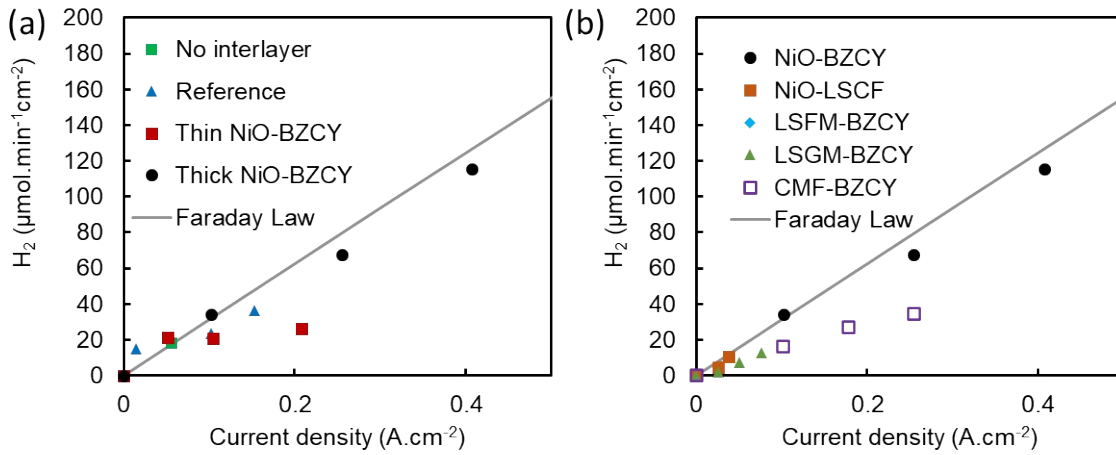 (a)
200
180
160
140
120
100
80
60
40
20
0
H₂ (µmol.min⁻¹cm⁻²)
No interlayer
Reference
Thin NiO-BZCY
Thick NiO-BZCY
Faraday Law
0
0.2
0.4
Current density (A.cm⁻²)
(b)
200
180
160
140
120
100
80
60
40
20
0
H₂ (µmol.min⁻¹cm⁻²)
NiO-BZCY
NiO-LSCF
LSFM-BZCY
LSGM-BZCY
CMF-BZCY
Faraday Law
0
0.2
0.4
Current density (A.cm⁻²)